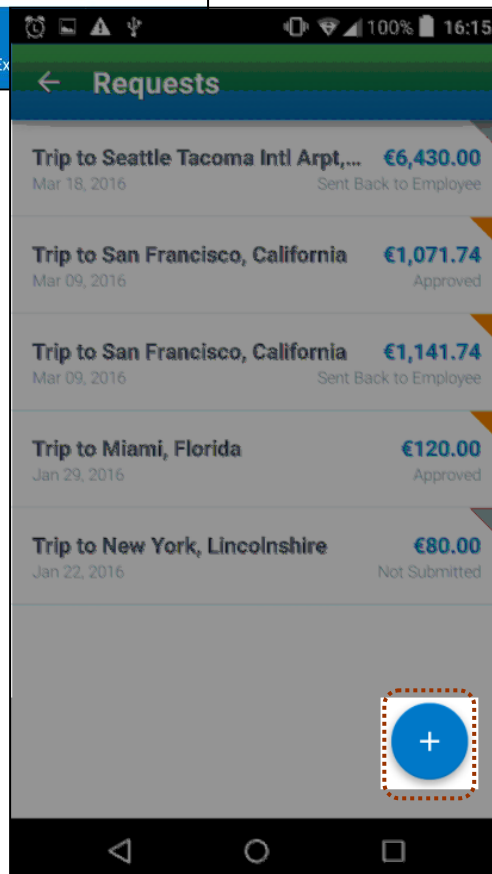 100% 16:15
Ex
Requests
Trip to Seattle Tacoma Intl Arpt,... €6,430.00
Mar 18, 2016 Sent Back to Employee
Trip to San Francisco, California €1,071.74
Mar 09, 2016 Approved
Trip to San Francisco, California €1,141.74
Mar 09, 2016 Sent Back to Employee
Trip to Miami, Florida €120.00
Jan 29, 2016 Approved
Trip to New York, Lincolnshire €80.00
Jan 22, 2016 Not Submitted
+